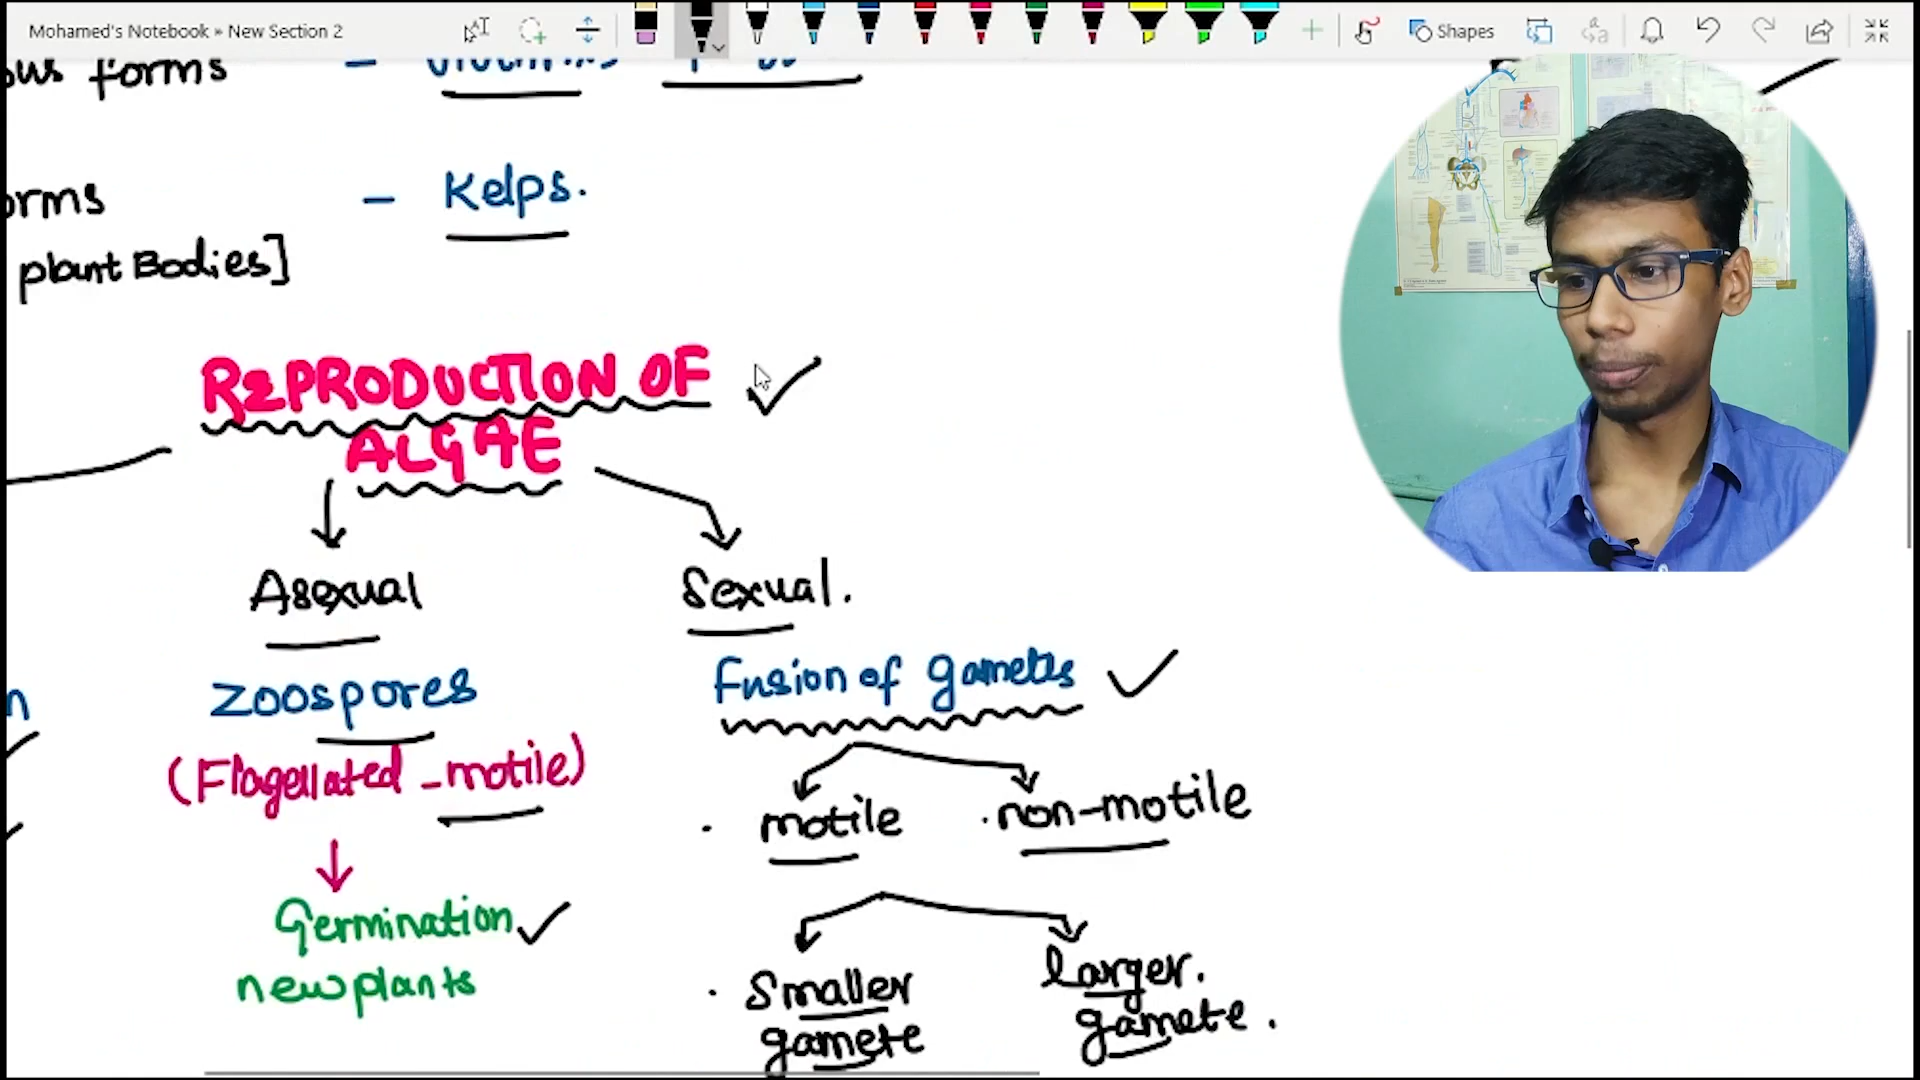 Mohamed's Notebook » New Section 2
Shapes
ous forms -
orms - Kelps.
plant Bodies]
REPRODUCTION OF
ALGAE
Asexual
Sexual.
Zoospores
(Flagellated - motile)
Germination
new plants
Fusion of gametes
motile
non-motile
Smaller
gamete
larger.
gamete.
n